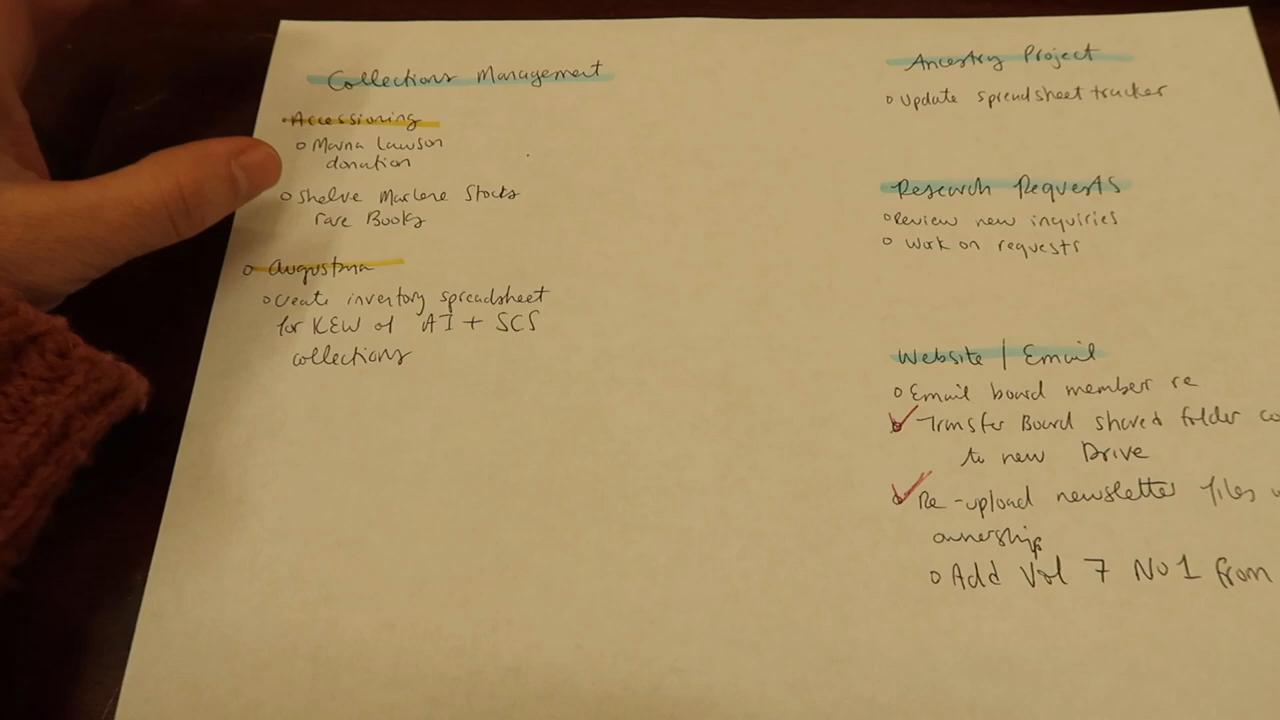 Collections Management
Accessioning
Marna Lawson
donation
Shelve Marlene Stocks
rare Books
Augustana
Create inventory spreadsheet
for KEW of AI + SCS
collections
Ancestry Project
Update spreadsheet tracker
Research Requests
Review new inquiries
Work on requests
Website / Email
Email board members re
Transfer Board shared folder
to new Drive
Re-upload newsletter files
ownership
Add Vol 7 No 1 from